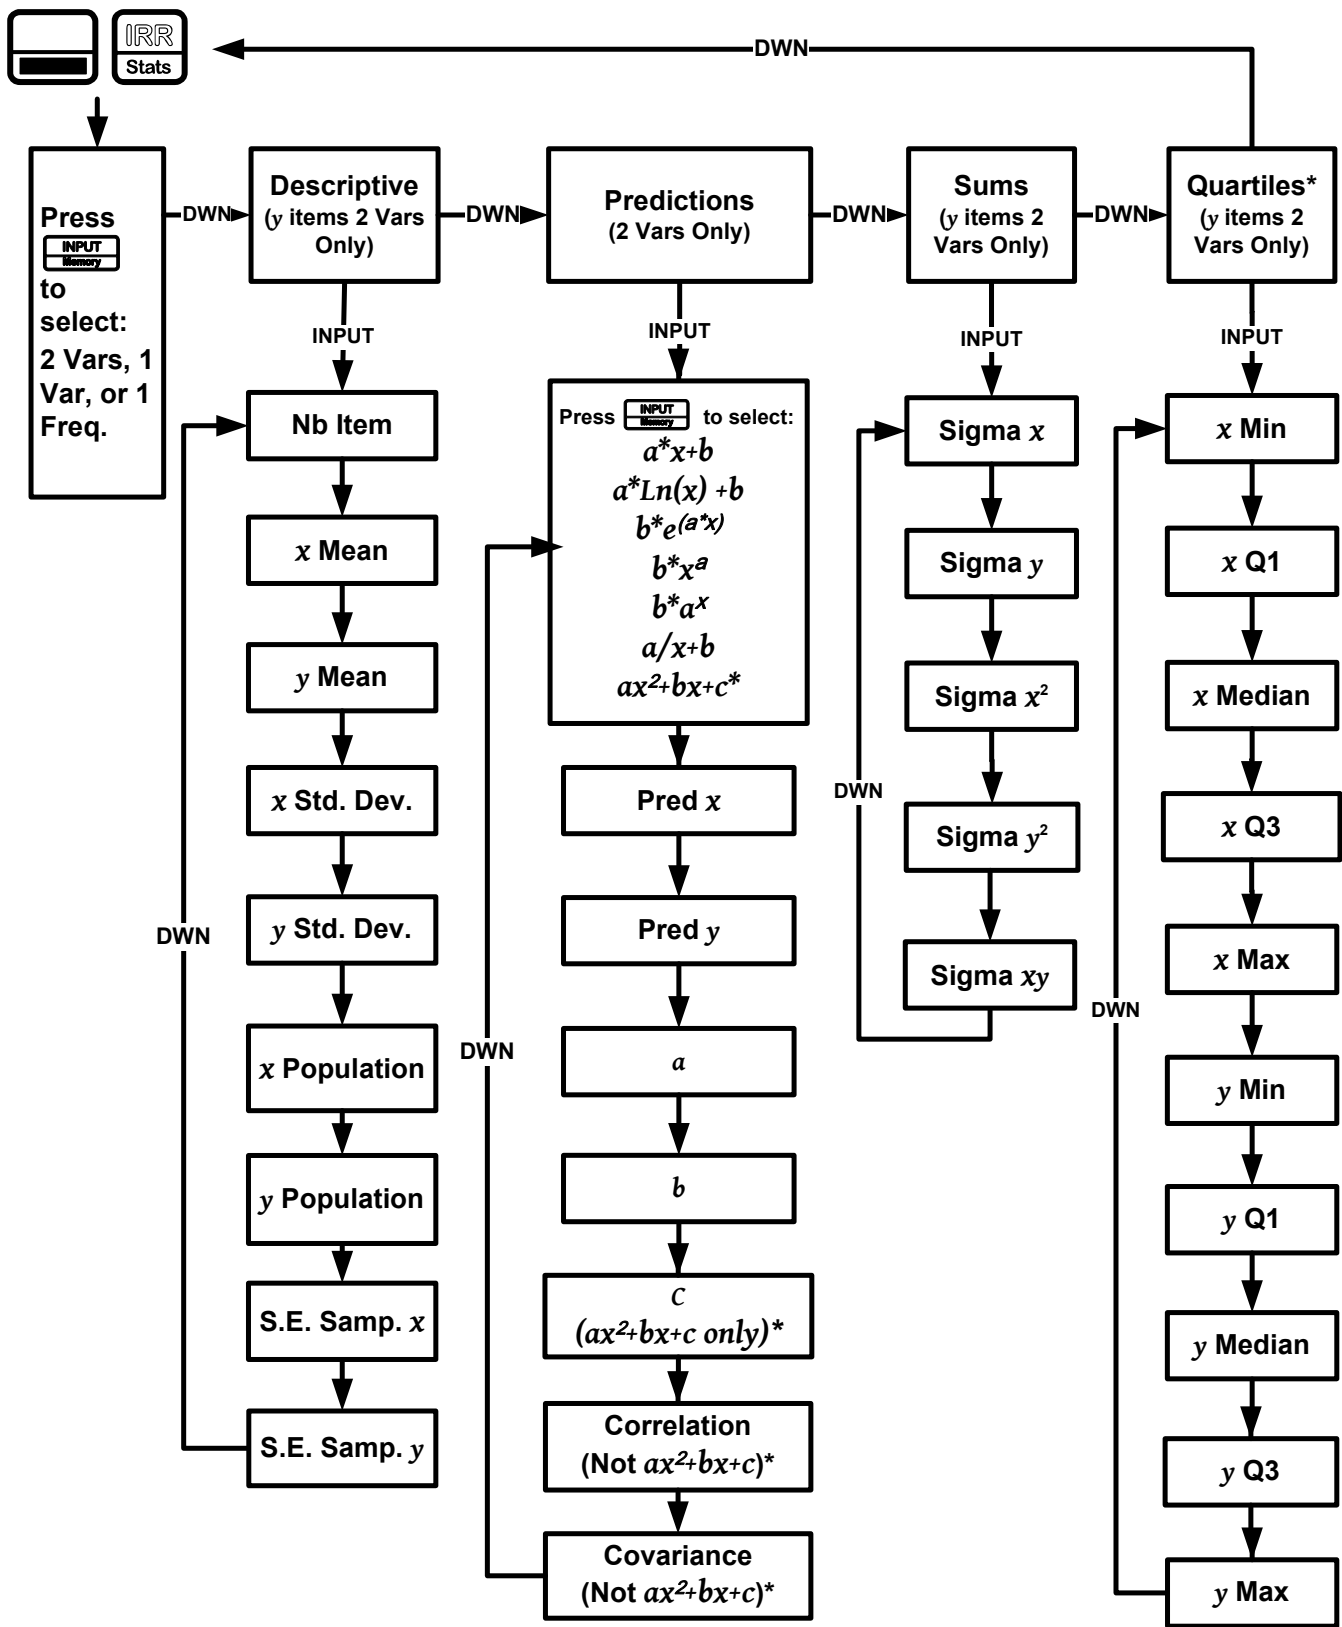 IRR
Stats
DWN
Press
INPUT
Memory
to
select:
2 Vars, 1
Var, or 1
Freq.
DWN
Descriptive
(y items 2 Vars
Only)
DWN
Predictions
(2 Vars Only)
DWN
Sums
(y items 2
Vars Only)
DWN
Quartiles*
(y items 2
Vars Only)
INPUT
Nb Item
x Mean
y Mean
x Std. Dev.
y Std. Dev.
x Population
y Population
S.E. Samp. x
S.E. Samp. y
DWN
INPUT
Press INPUT Memory to select:
a*x+b
a*Ln(x) +b
b*e^(a*x)
b*x^a
b*a^x
a/x+b
ax²+bx+c*
Pred x
Pred y
a
b
C
(ax²+bx+c only)*
Correlation
(Not ax²+bx+c)*
Covariance
(Not ax²+bx+c)*
DWN
INPUT
Sigma x
Sigma y
Sigma x²
Sigma y²
Sigma xy
DWN
INPUT
x Min
x Q1
x Median
x Q3
x Max
y Min
y Q1
y Median
y Q3
y Max
DWN